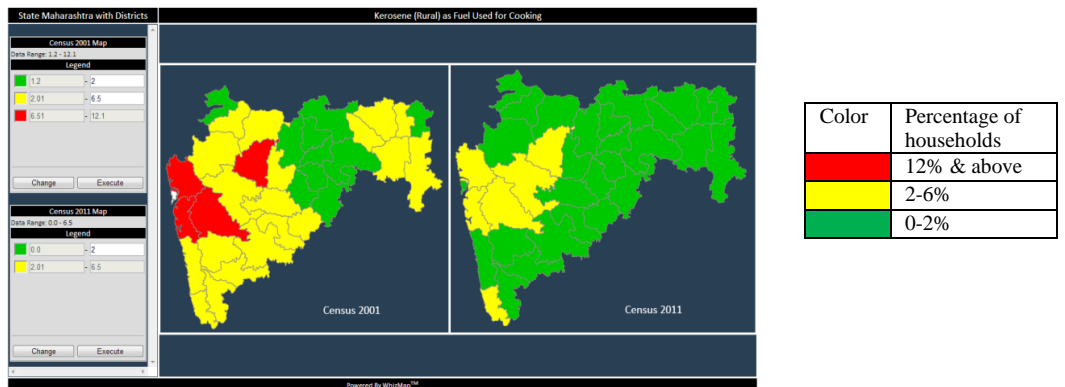 State Maharashtra with Districts
Kerosene (Rural) as Fuel Used for Cooking
Census 2001 Map
Data Range: 1.2 - 12.1
Legend
1.2 - 2
2.01 - 6.5
6.51 - 12.1
Change Execute
Census 2011 Map
Data Range: 0.0 - 6.5
Legend
0.0 - 2
2.01 - 6.5
Change Execute
Census 2001
Census 2011
Powered By WhizMap™
Color Percentage of
households
12% & above
2-6%
0-2%